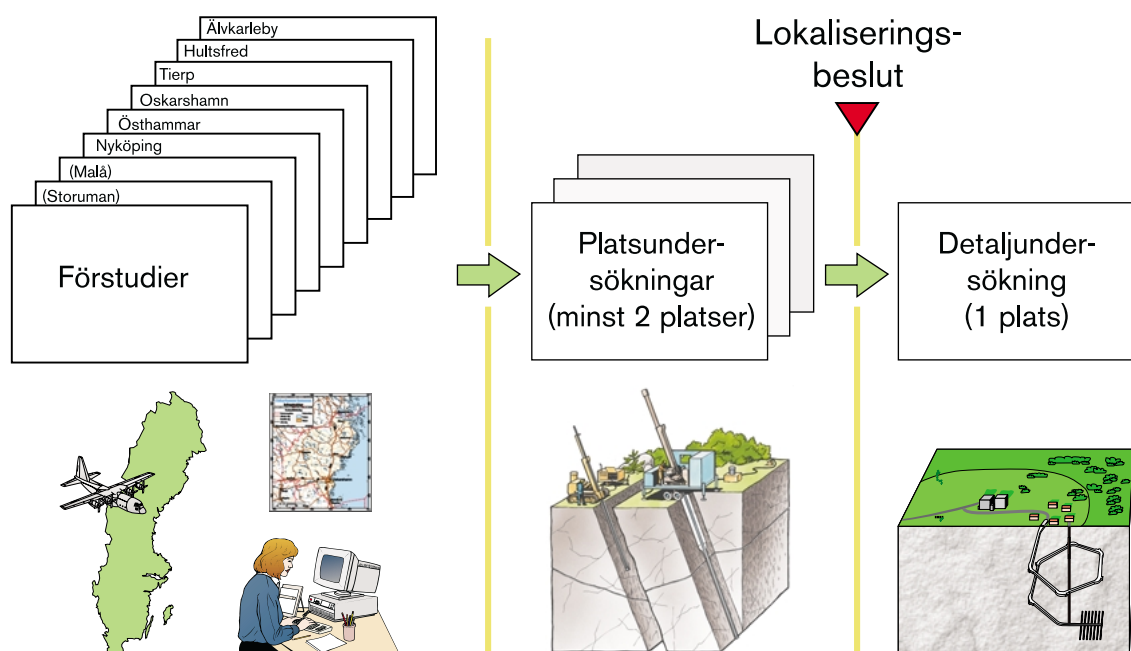 Älvkarleby
Hultsfred
Tierp
Oskarshamn
Östhammar
Nyköping
(Malå)
(Storuman)
Förstudier
Platsunder-
sökningar
(minst 2 platser)
Lokaliserings-
beslut
Detaljunder-
sökning
(1 plats)